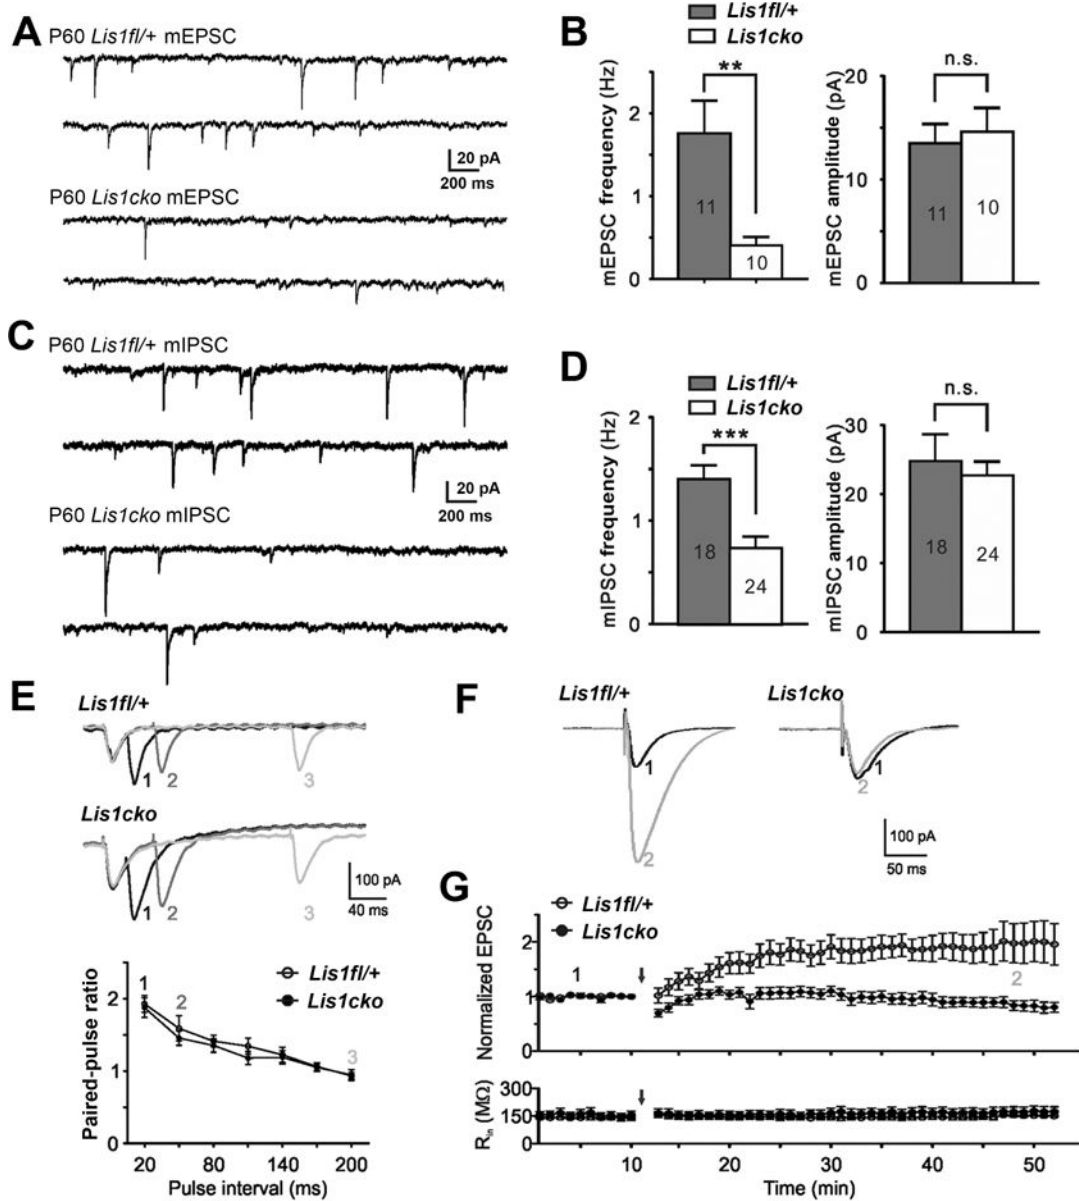 A
P60 Lis1fl/+ mEPSC
20 pA
200 ms
P60 Lis1cko mEPSC
B
Lis1fl/+
Lis1cko
mEPSC frequency (Hz)
2
1
0
**
11
10
mEPSC amplitude (pA)
20
10
0
n.s.
11
10
C
P60 Lis1fl/+ mIPSC
20 pA
200 ms
P60 Lis1cko mIPSC
D
Lis1fl/+
Lis1cko
mIPSC frequency (Hz)
2
1
0
***
18
24
mIPSC amplitude (pA)
30
20
10
0
n.s.
18
24
E
Lis1fl/+
1
2
3
Lis1cko
1
2
3
100 pA
40 ms
Paired-pulse ratio
2
1
0
1
2
3
Lis1fl/+
Lis1cko
20
80
140
200
Pulse interval (ms)
F
Lis1fl/+
1
2
Lis1cko
1
2
100 pA
50 ms
G
Lis1fl/+
Lis1cko
Normalized EPSC
2
1
0
1
2
Rin (MΩ)
300
150
0
0
10
20
30
40
50
Time (min)